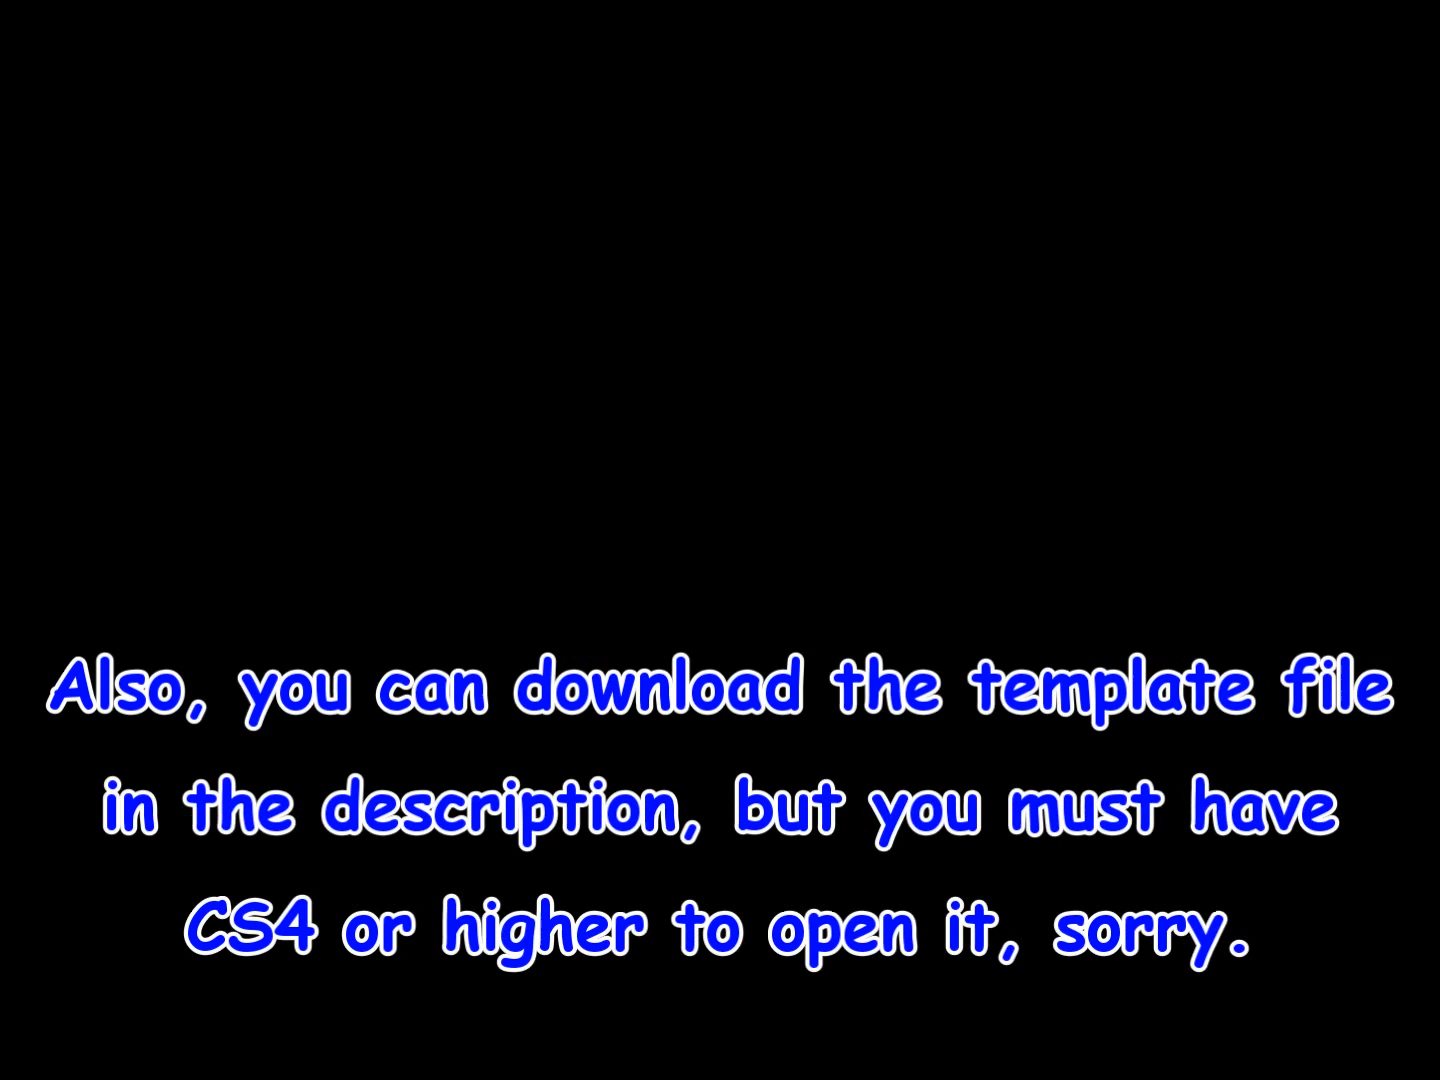 Also, you can download the template file
in the description, but you must have
CS4 or higher to open it, sorry.